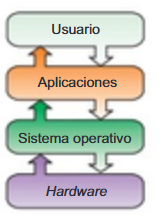 Usuario
Aplicaciones
Sistema operativo
Hardware